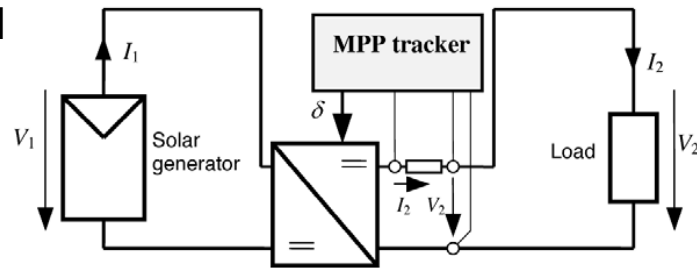 MPP tracker
I₁
I₂
δ
V₁
Solar
generator
Load
V₂
I₂
V₂